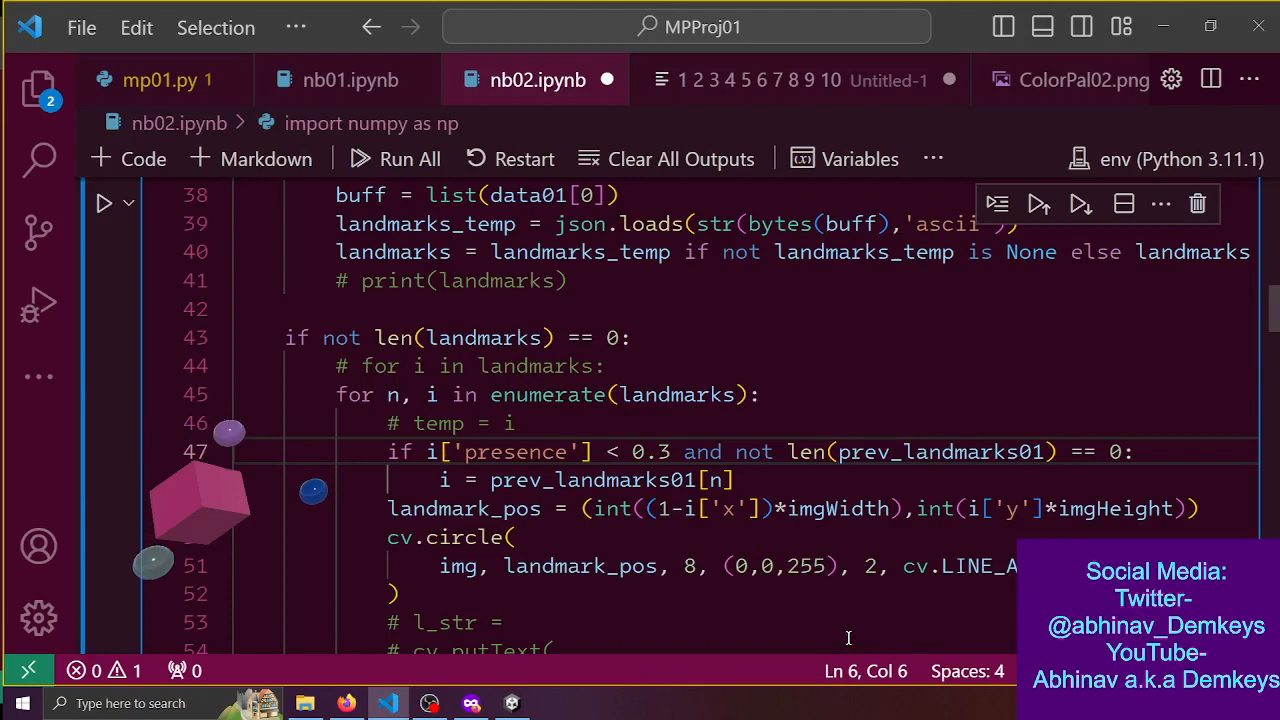 File Edit Selection ··· MPProj01
mp01.py 1 nb01.ipynb nb02.ipynb 1 2 3 4 5 6 7 8 9 10 Untitled-1 ColorPal02.png ···
nb02.ipynb > import numpy as np
+ Code + Markdown Run All Restart Clear All Outputs Variables ··· env (Python 3.11.1)
38 buff = list(data01[0])
39 landmarks_temp = json.loads(str(bytes(buff),'ascii'))
40 landmarks = landmarks_temp if not landmarks_temp is None else landmarks
41 # print(landmarks)
42
43 if not len(landmarks) == 0:
44 # for i in landmarks:
45 for n, i in enumerate(landmarks):
46 # temp = i
47 if i['presence'] < 0.3 and not len(prev_landmarks01) == 0:
i = prev_landmarks01[n]
landmark_pos = (int((1-i['x'])*imgWidth),int(i['y']*imgHeight))
cv.circle(
51 img, landmark_pos, 8, (0,0,255), 2, cv.LINE_A
52 )
53 # l_str =
54 # cv.putText(
2
Social Media:
Twitter-
@abhinav_Demkeys
YouTube-
Abhinav a.k.a Demkeys
0 1 0 Ln 6, Col 6 Spaces: 4
Type here to search